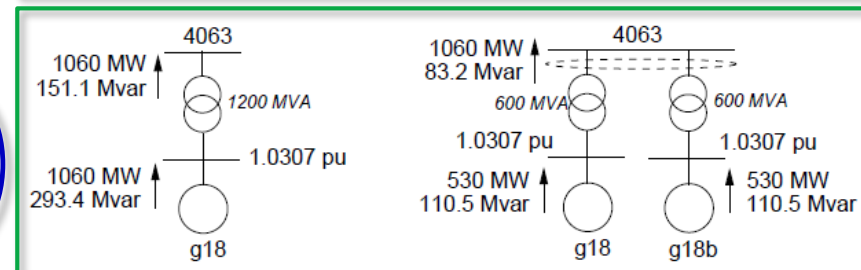 4063
1060 MW
151.1 Mvar
1200 MVA
1.0307 pu
1060 MW
293.4 Mvar
g18
4063
1060 MW
83.2 Mvar
600 MVA
600 MVA
1.0307 pu
1.0307 pu
530 MW
110.5 Mvar
530 MW
110.5 Mvar
g18
g18b